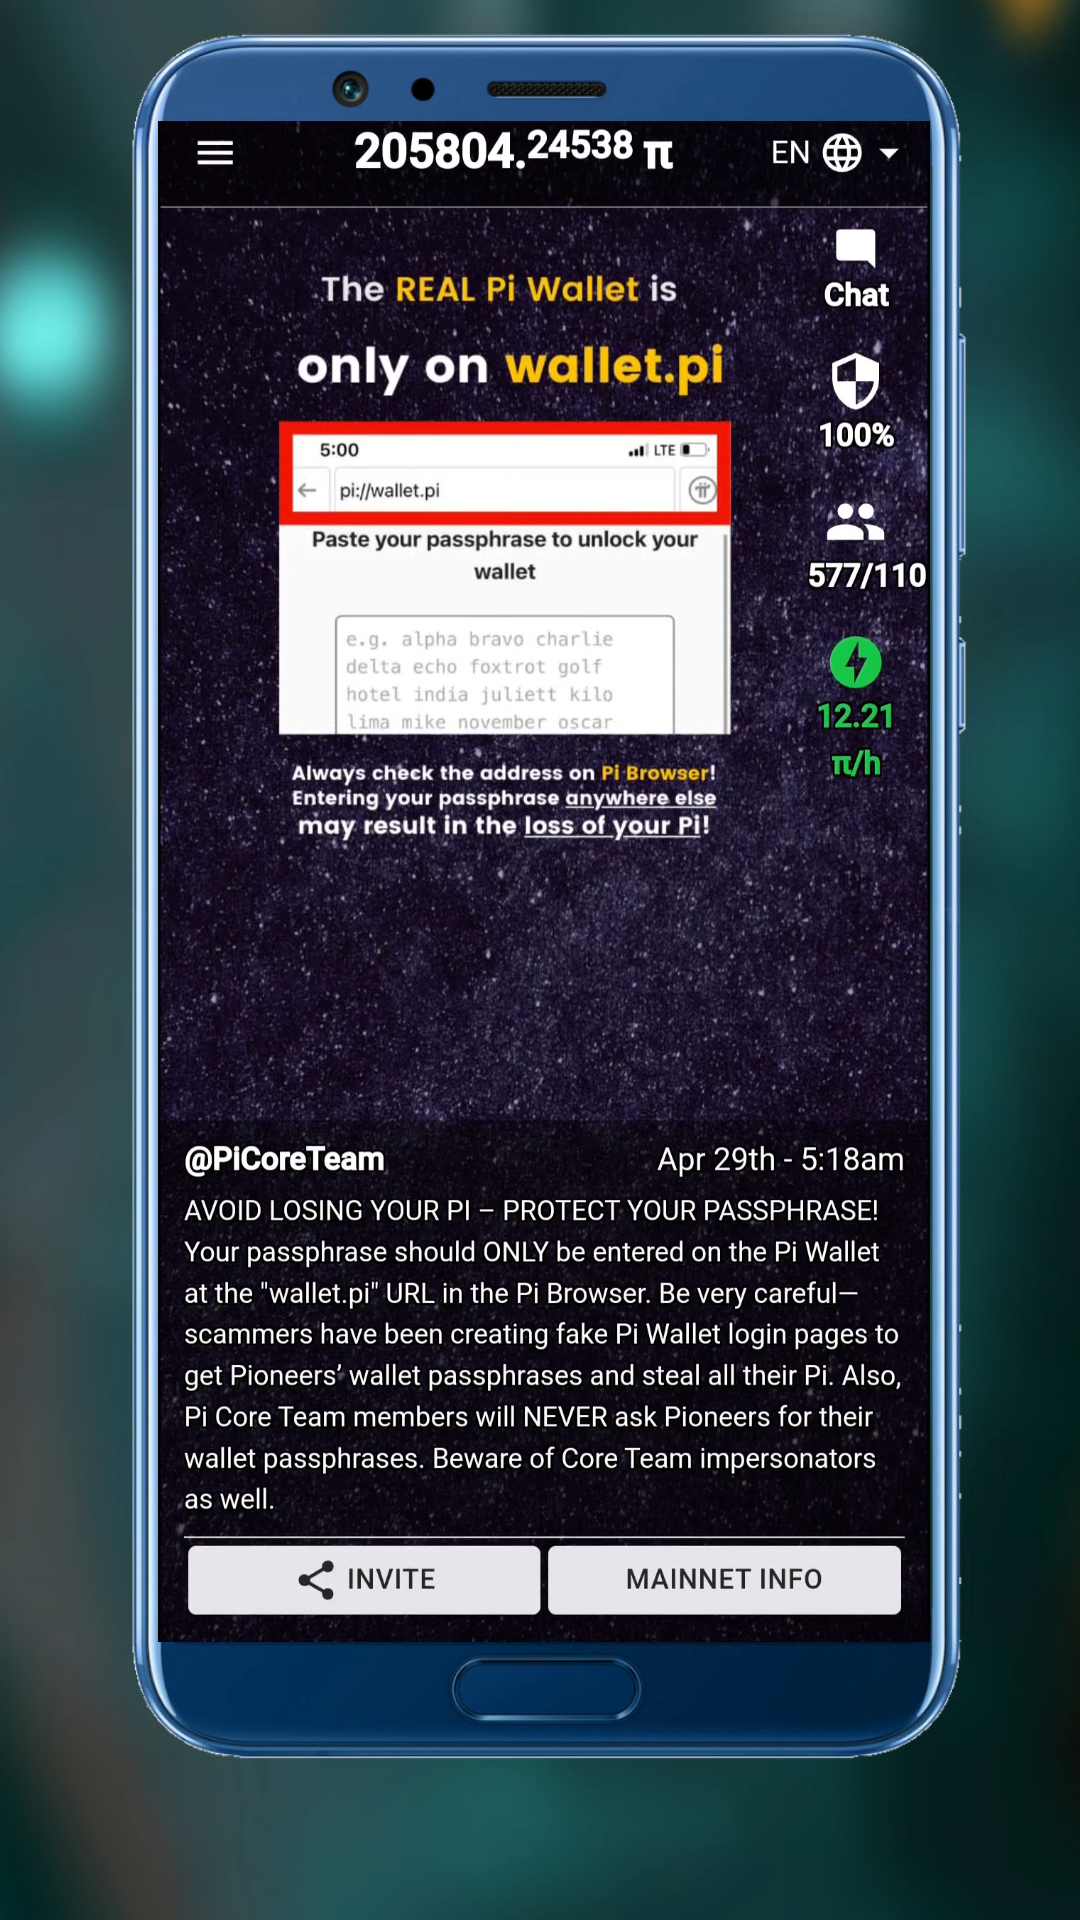 205804.24538 π
EN
The REAL Pi Wallet is
only on wallet.pi
5:00
LTE
pi://wallet.pi
Paste your passphrase to unlock your
wallet
e.g. alpha bravo charlie
delta echo foxtrot golf
hotel india juliett kilo
lima mike november oscar
Always check the address on Pi Browser!
Entering your passphrase anywhere else
may result in the loss of your Pi!
Chat
100%
577/110
12.21
π/h
@PiCoreTeam
Apr 29th - 5:18am
AVOID LOSING YOUR PI – PROTECT YOUR PASSPHRASE!
Your passphrase should ONLY be entered on the Pi Wallet
at the "wallet.pi" URL in the Pi Browser. Be very careful—
scammers have been creating fake Pi Wallet login pages to
get Pioneers’ wallet passphrases and steal all their Pi. Also,
Pi Core Team members will NEVER ask Pioneers for their
wallet passphrases. Beware of Core Team impersonators
as well.
INVITE
MAINNET INFO